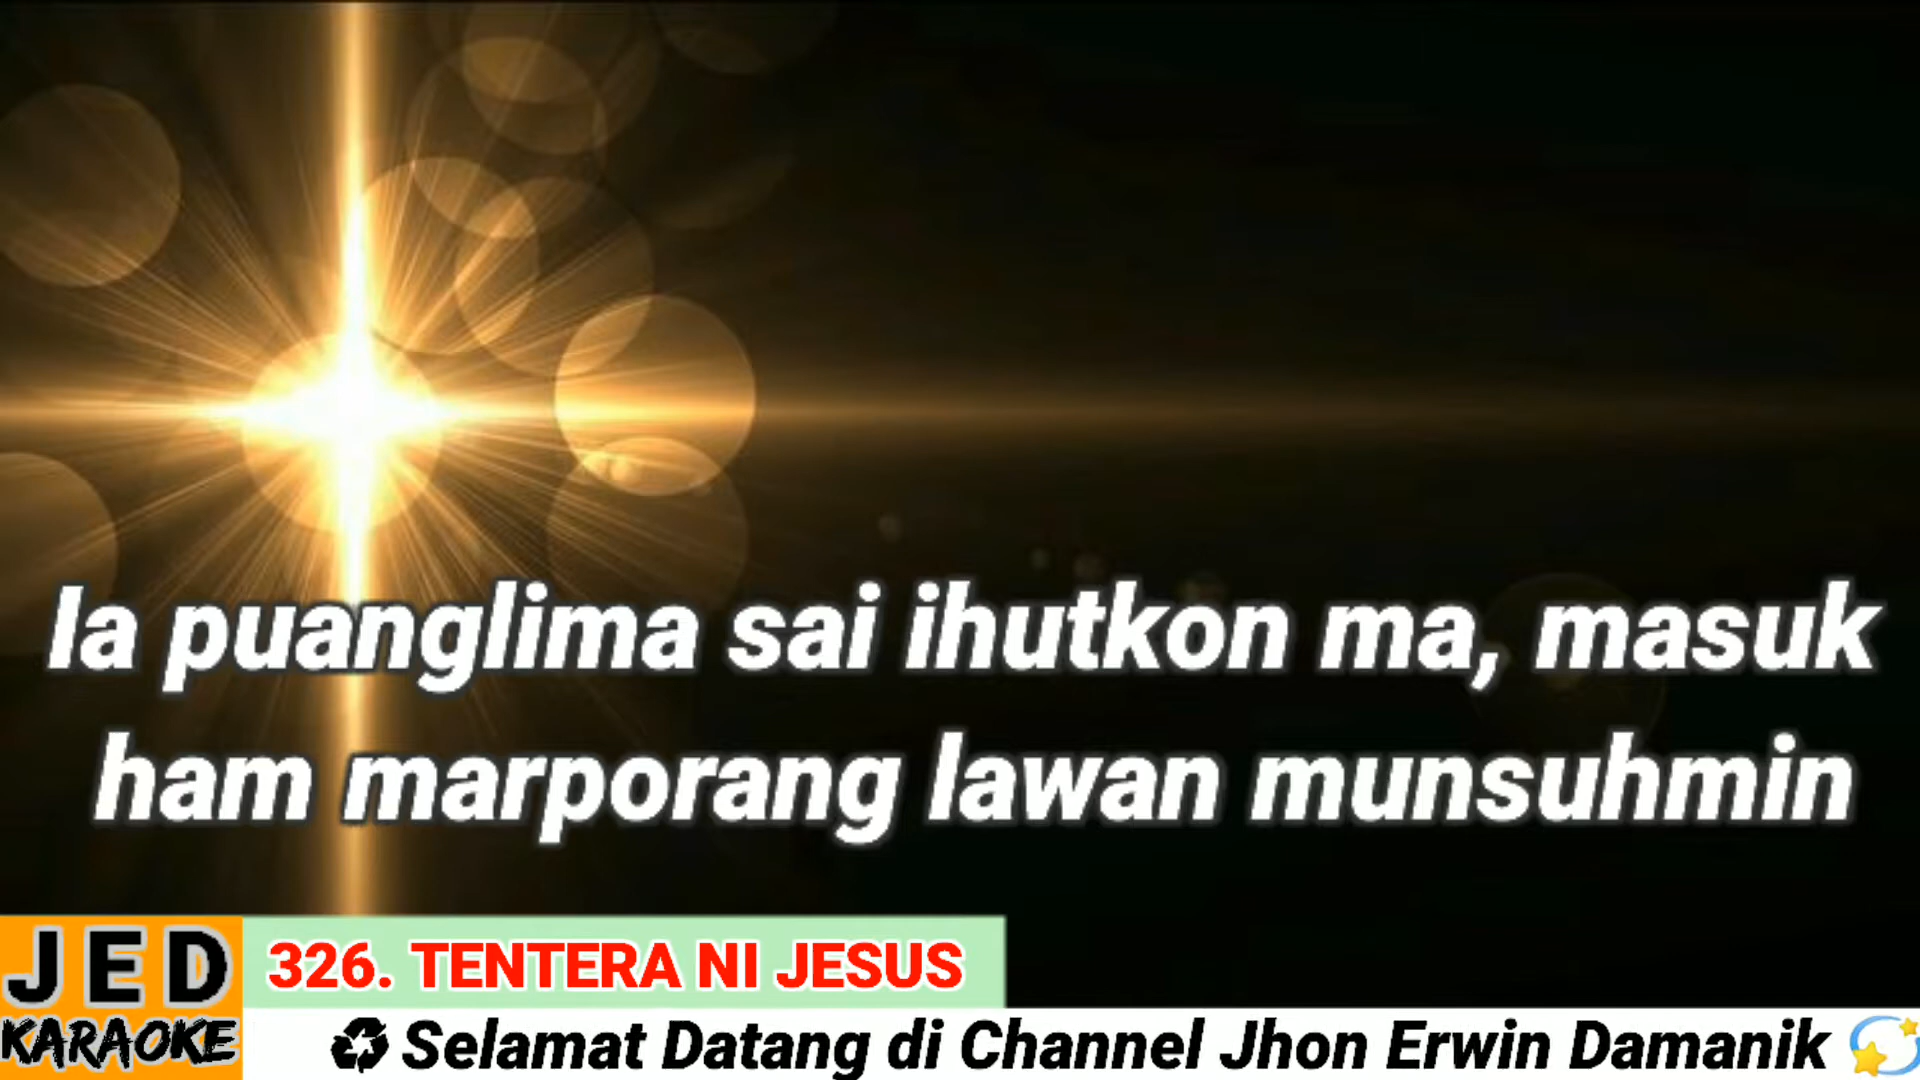 Ia puanglima sai ihutkon ma, masuk
ham marporang lawan munsuhmin
JED
KARAOKE
326. TENTERA NI JESUS
♻ Selamat Datang di Channel Jhon Erwin Damanik 💫